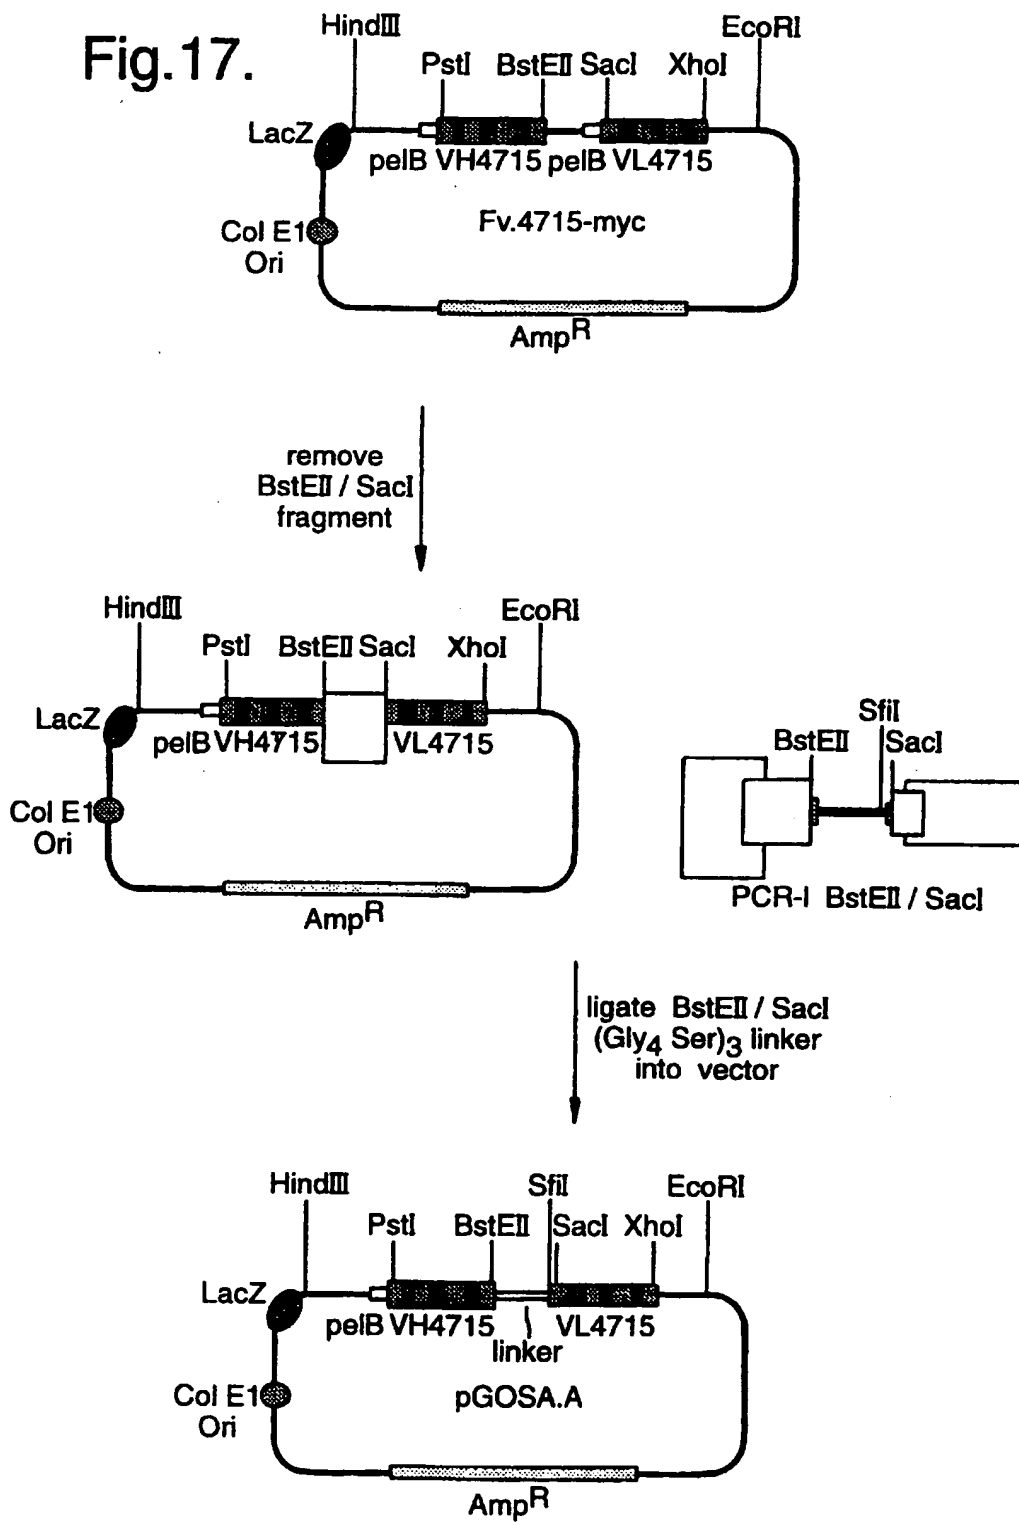 Fig.17.
HindⅢ
EcoRI
PstI BstEⅡ SacI XhoI
LacZ
pelB VH4715 pelB VL4715
Fv.4715-myc
Col E1
Ori
AmpR
remove
BstEⅡ / SacI
fragment
HindⅢ
EcoRI
PstI BstEⅡ SacI XhoI
LacZ
pelB VH4715 VL4715
Col E1
Ori
AmpR
SfiI
BstEⅡ SacI
PCR-I BstEⅡ / SacI
ligate BstEⅡ / SacI
(Gly4 Ser)3 linker
into vector
HindⅢ SfiI EcoRI
PstI BstEⅡ SacI XhoI
LacZ
pelB VH4715 VL4715
linker
pGOSA.A
Col E1
Ori
AmpR